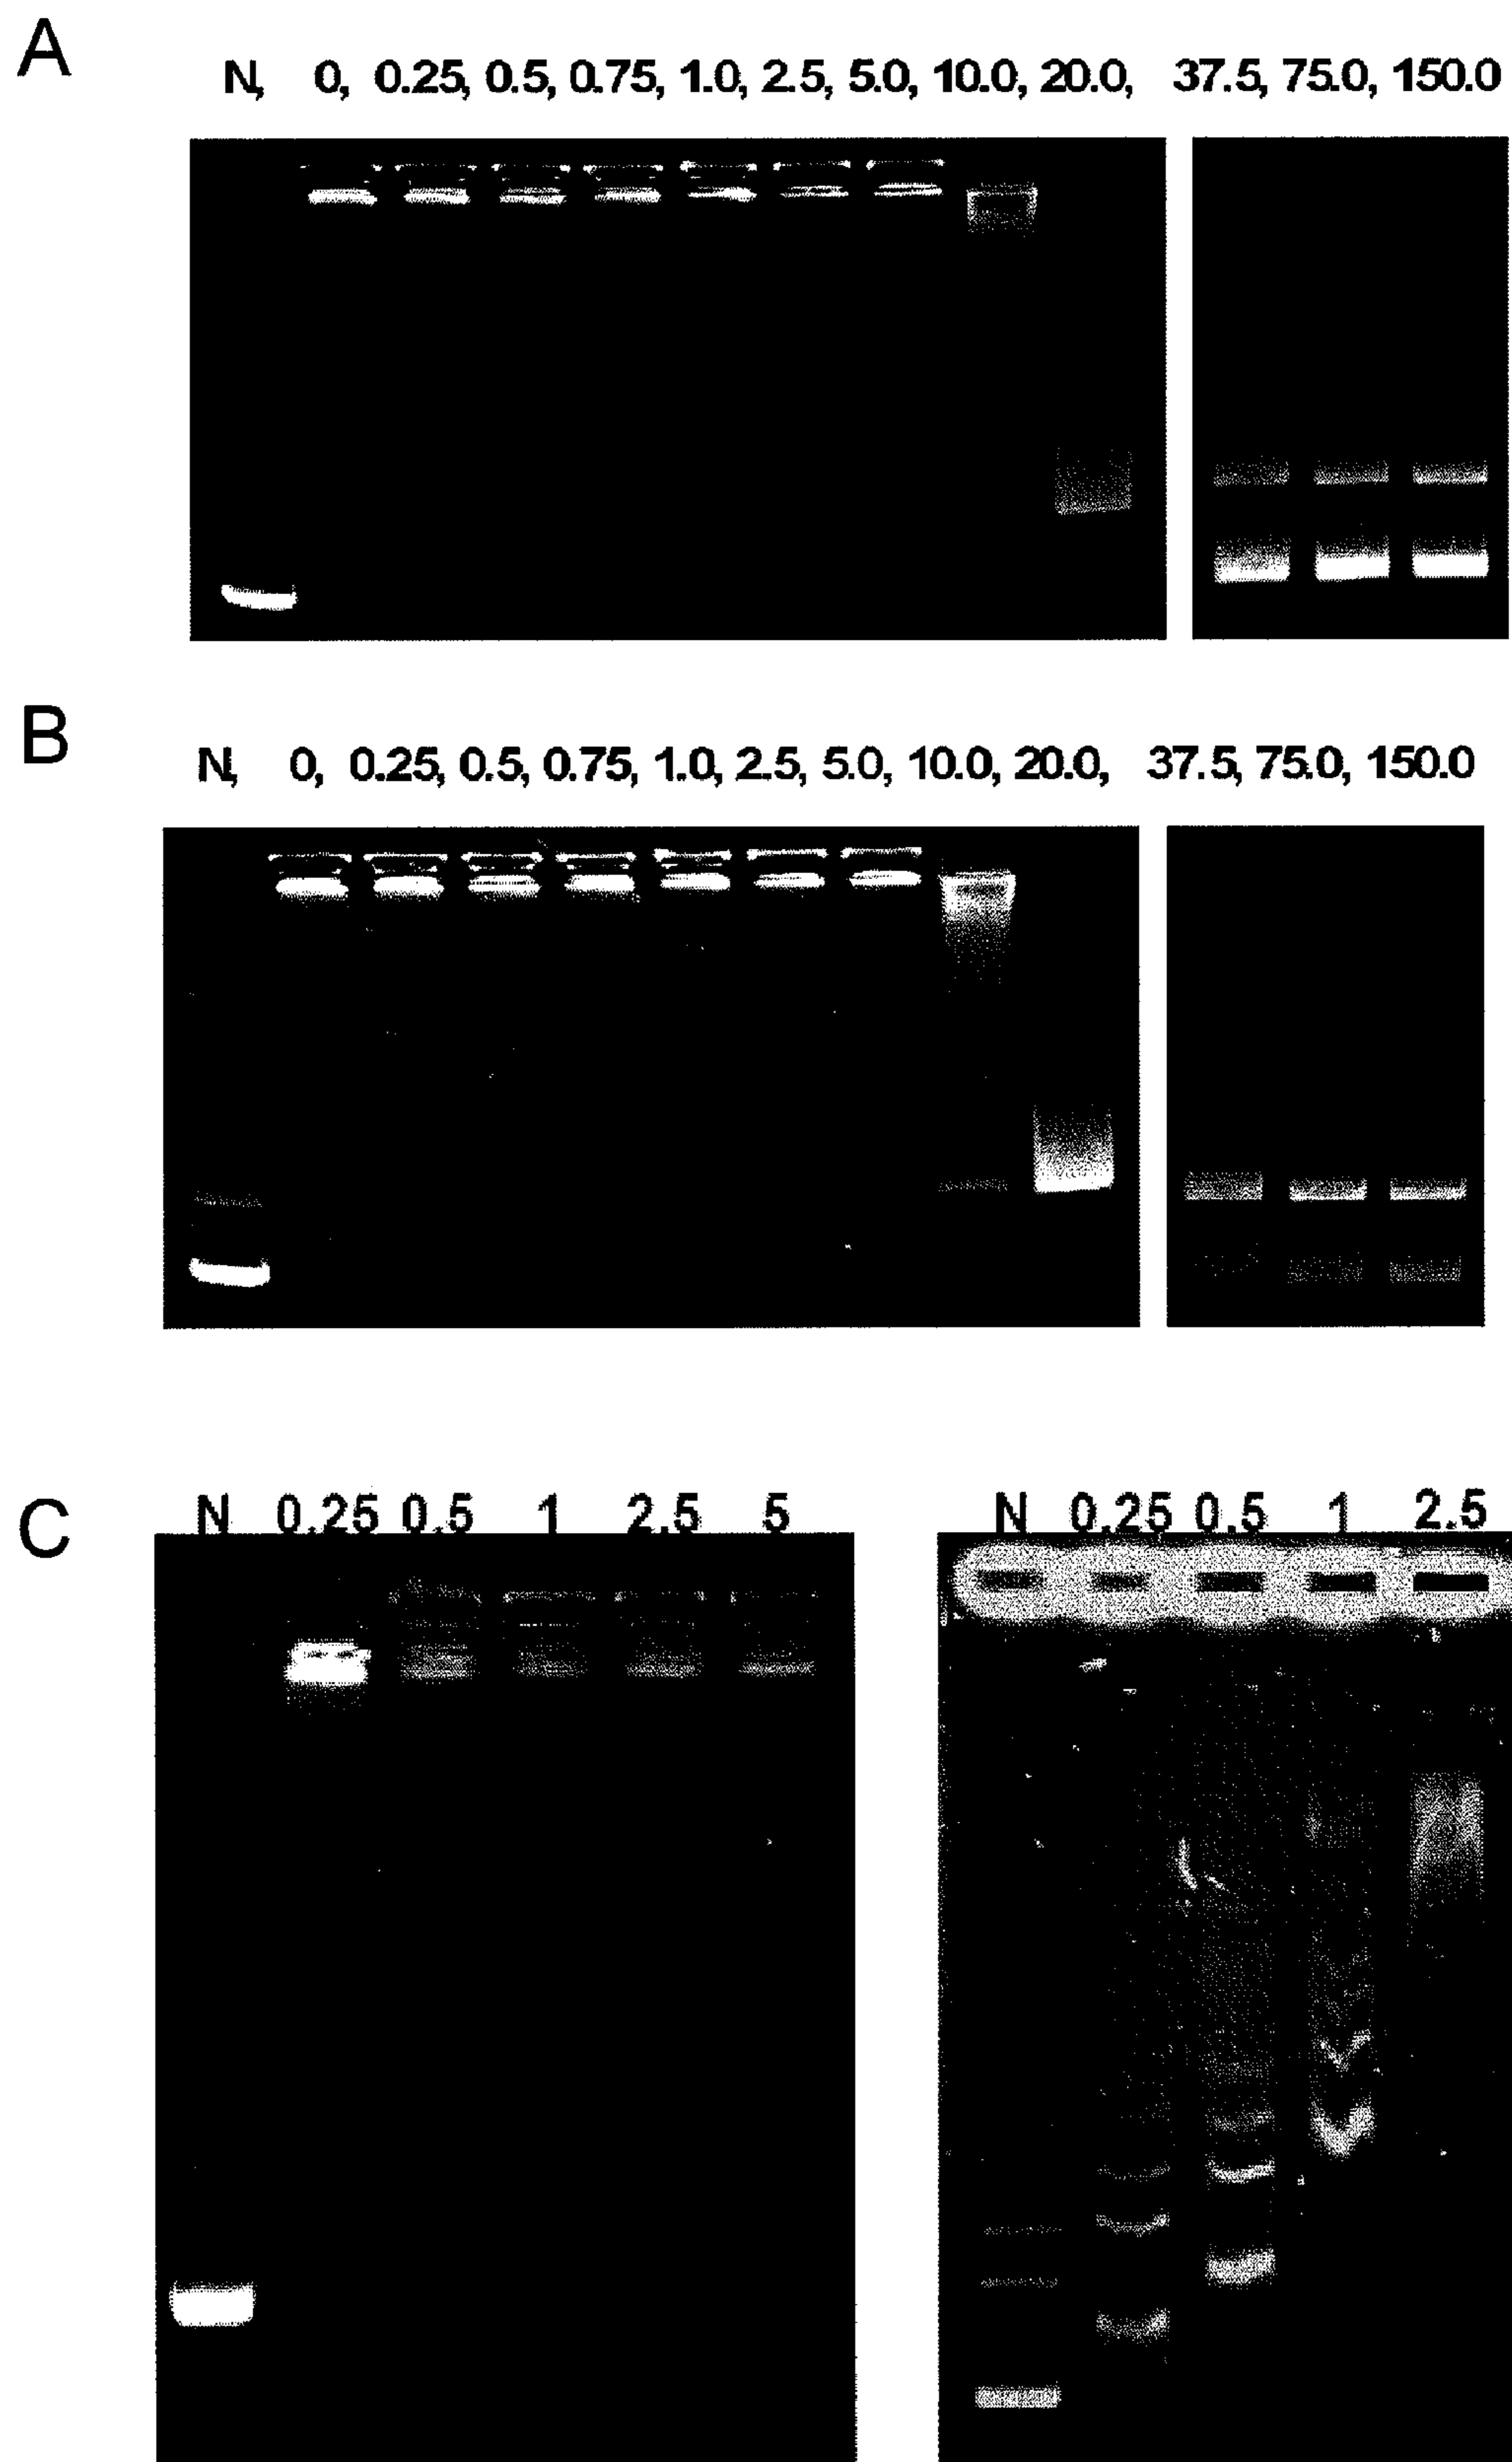 A
N, 0, 0.25, 0.5, 0.75, 1.0, 2.5, 5.0, 10.0, 20.0, 37.5, 75.0, 150.0
B
N, 0, 0.25, 0.5, 0.75, 1.0, 2.5, 5.0, 10.0, 20.0, 37.5, 75.0, 150.0
C
N 0.25 0.5 1 2.5 5
N 0.25 0.5 1 2.5